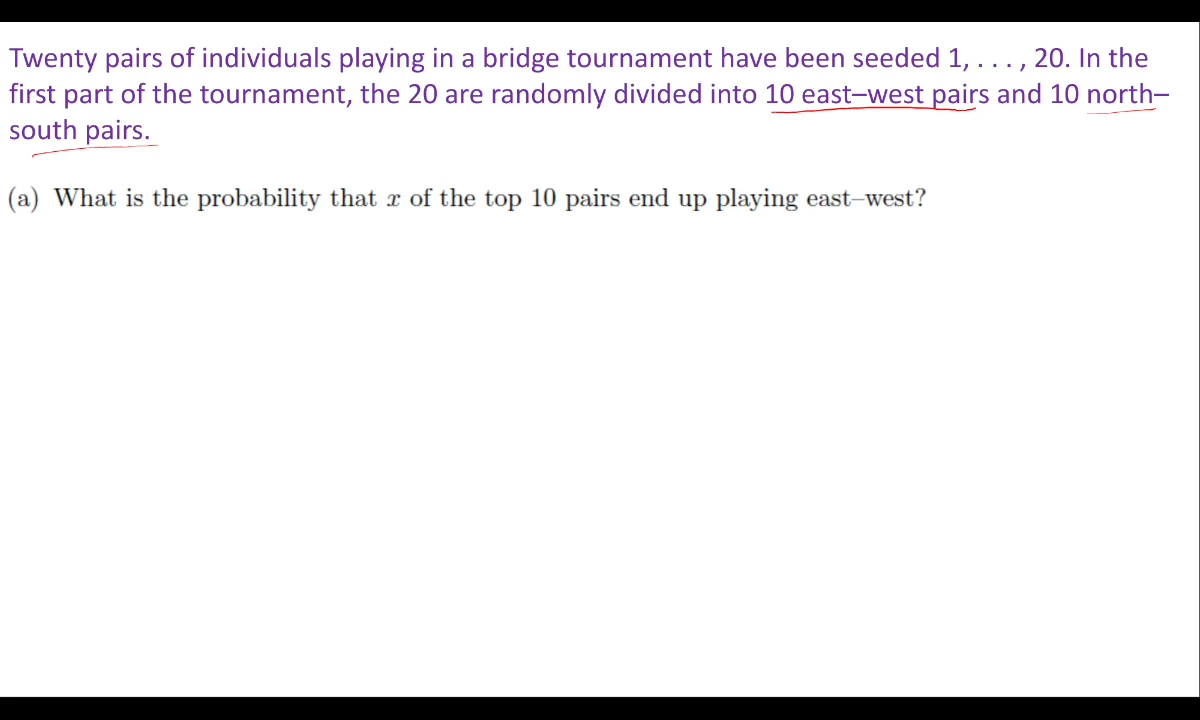 Twenty pairs of individuals playing in a bridge tournament have been seeded 1, . . . , 20. In the
first part of the tournament, the 20 are randomly divided into 10 east–west pairs and 10 north–
south pairs.
(a) What is the probability that x of the top 10 pairs end up playing east–west?